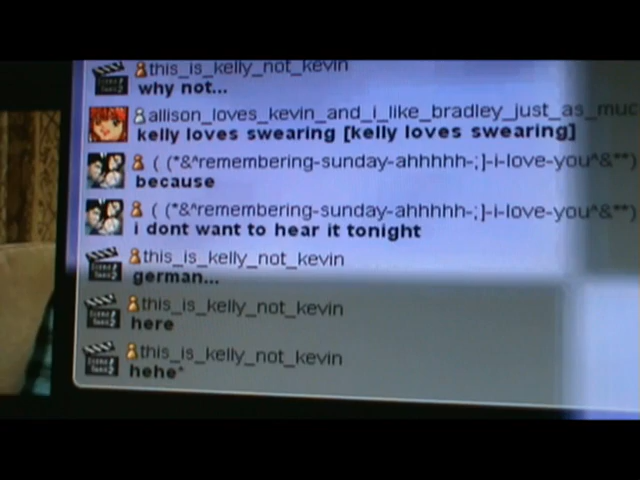 this_is_kelly_not_kevin
why not...
allison_loves_kevin_and_i_like_bradley_just_as_muc
kelly loves swearing [kelly loves swearing]
( (*&^remembering-sunday-ahhhhh-;]-i-love-you^&**)
because
( (*&^remembering-sunday-ahhhhh-;]-i-love-you^&**)
i dont want to hear it tonight
this_is_kelly_not_kevin
german...
this_is_kelly_not_kevin
here
this_is_kelly_not_kevin
hehe*